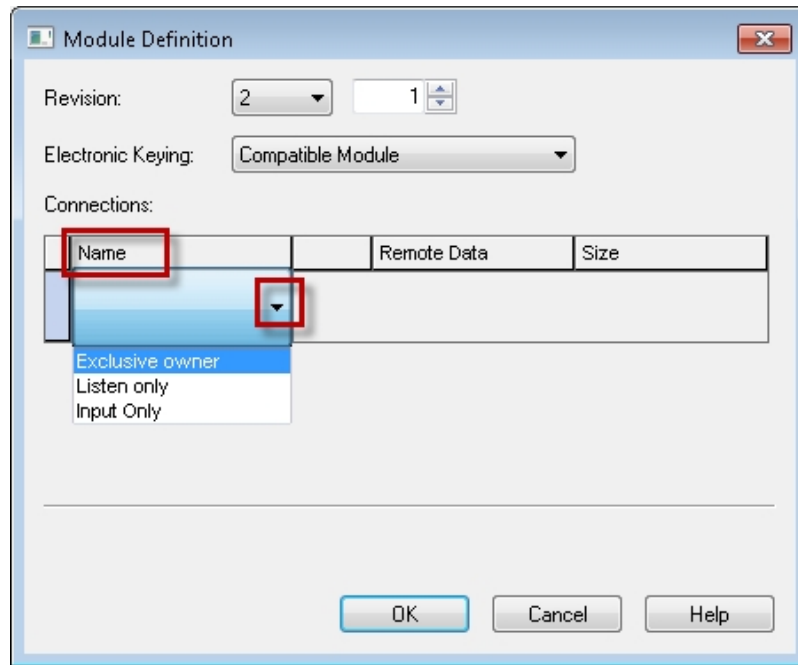 Module Definition
Revision: 2 1
Electronic Keying: Compatible Module
Connections:
Name Remote Data Size
Exclusive owner
Listen only
Input Only
OK Cancel Help